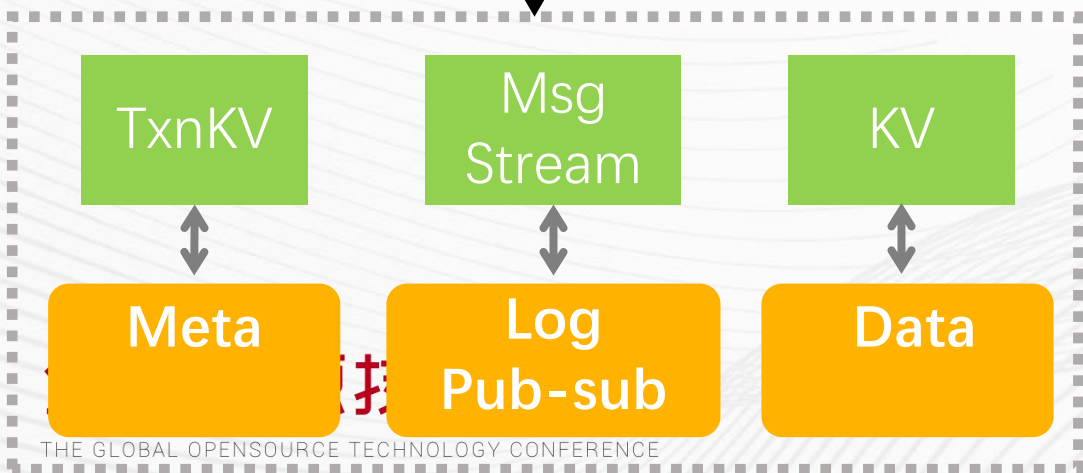 TxnKV
Msg
Stream
KV
Meta
Log
Pub-sub
Data
THE GLOBAL OPENSOURCE TECHNOLOGY CONFERENCE